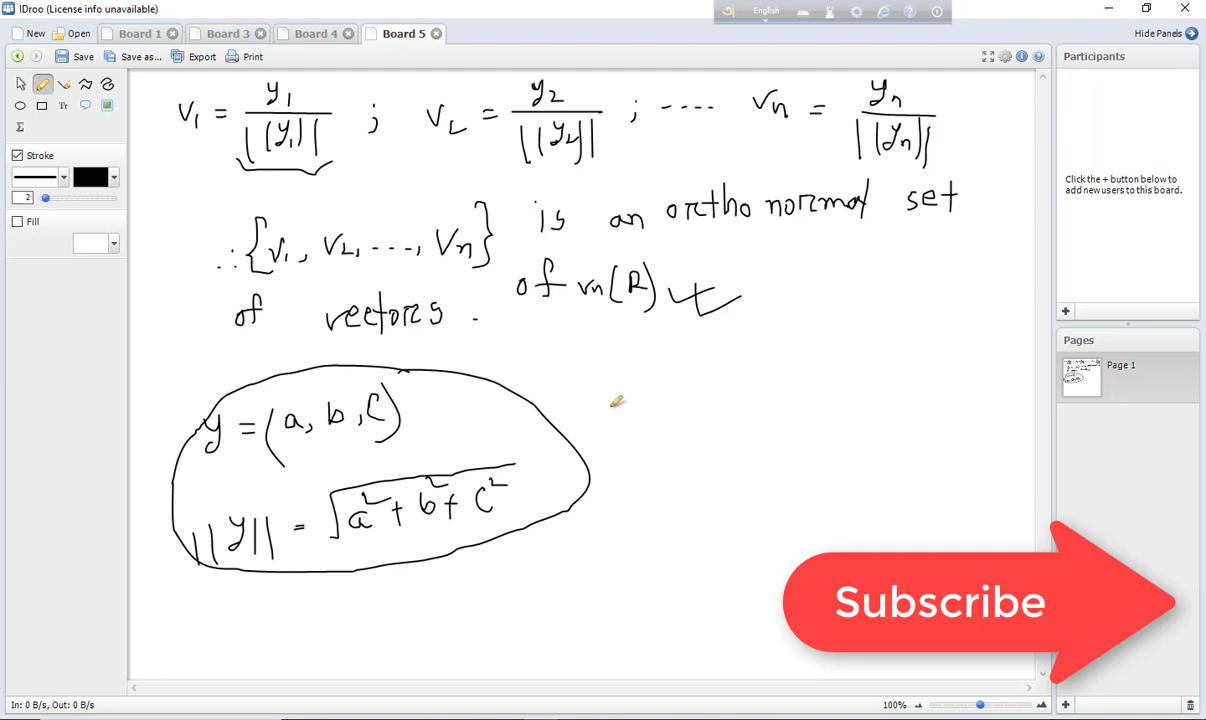 IDroo (License info unavailable)
English
New Open Board 1 Board 3 Board 4 Board 5 Hide Panels
Save Save as... Export Print
Participants
Click the + button below to
add new users to this board.
Pages
Page 1
Tr
Σ
Stroke
2
Fill
v₁ = y₁ / ||y₁|| ; v₂ = y₂ / ||y₂|| ; ---- vₙ = yₙ / ||yₙ||
∴ {v₁, v₂, ..., vₙ} is an orthonormal set
of vectors . of vₙ(R)
y = (a, b, c)
||y|| = √a² + b² + c²
Subscribe
100%
In: 0 B/s, Out: 0 B/s